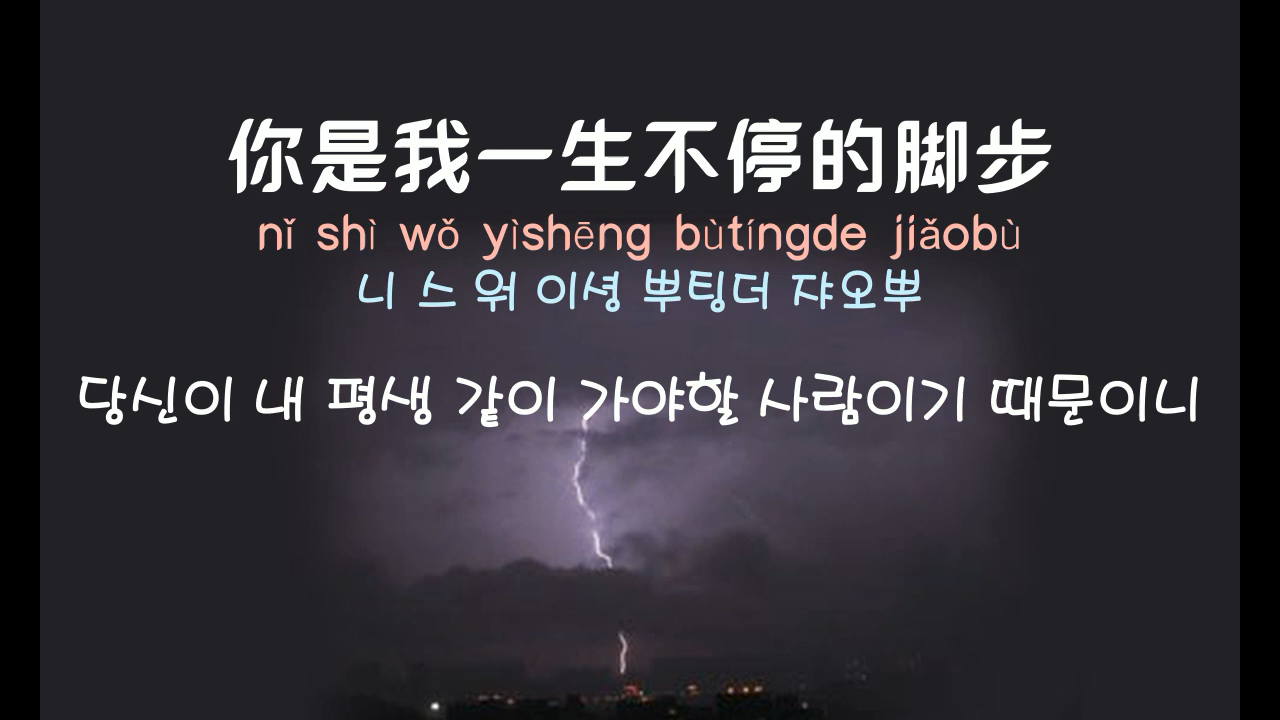 你是我一生不停的脚步
nǐ shì wǒ yìshēng bùtíngde jiǎobù
니 스 워 이셩 뿌팅더 쟈오뿌
당신이 내 평생 같이 가야할 사람이기 때문이니